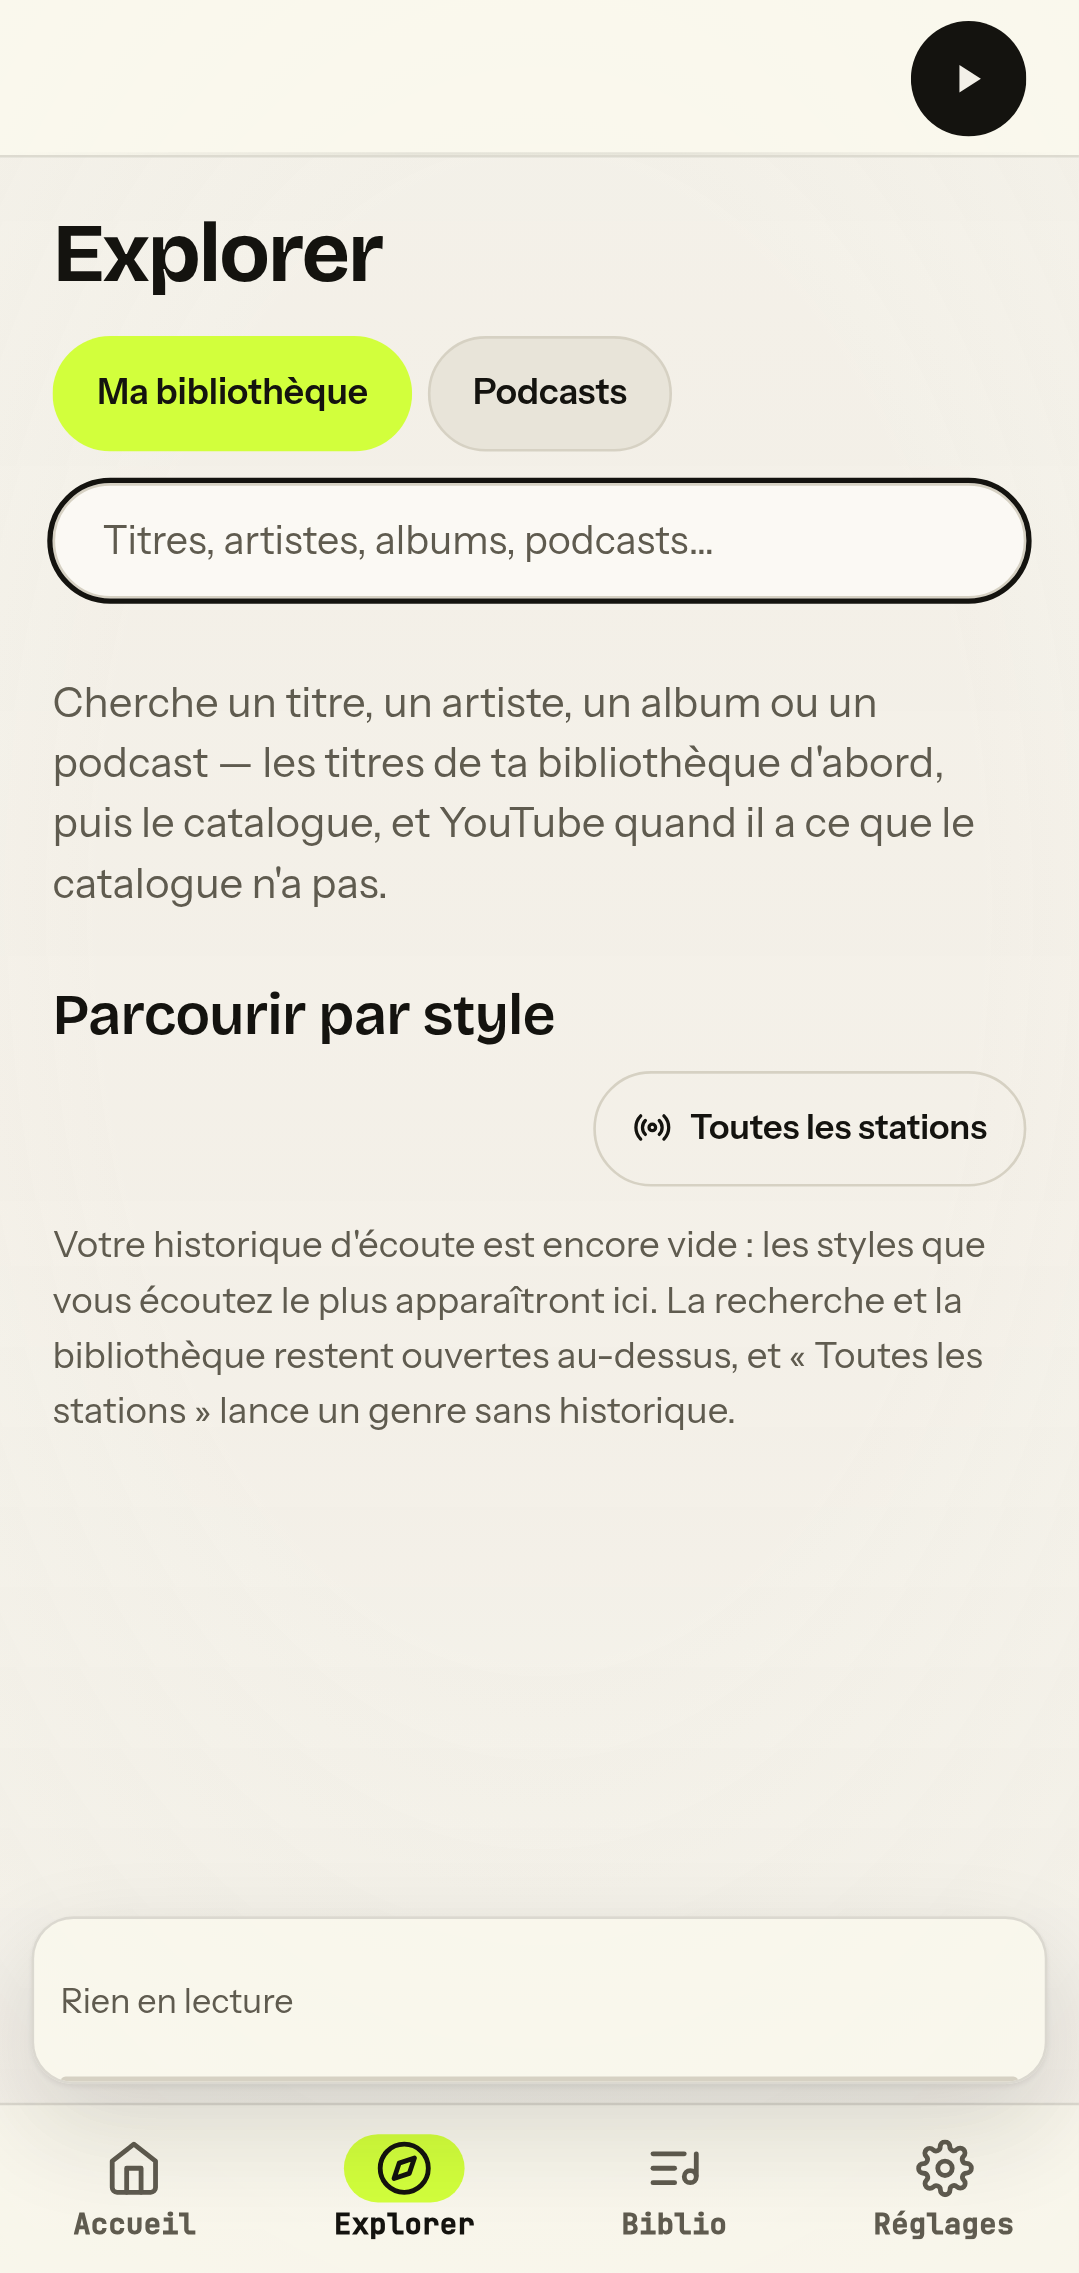 Explorer
Ma bibliothèque
Podcasts
Titres, artistes, albums, podcasts...
Cherche un titre, un artiste, un album ou un
podcast — les titres de ta bibliothèque d'abord,
puis le catalogue, et YouTube quand il a ce que le
catalogue n'a pas.
Parcourir par style
Toutes les stations
Votre historique d'écoute est encore vide : les styles que
vous écoutez le plus apparaîtront ici. La recherche et la
bibliothèque restent ouvertes au-dessus, et « Toutes les
stations » lance un genre sans historique.
Rien en lecture
Accueil
Explorer
Biblio
Réglages